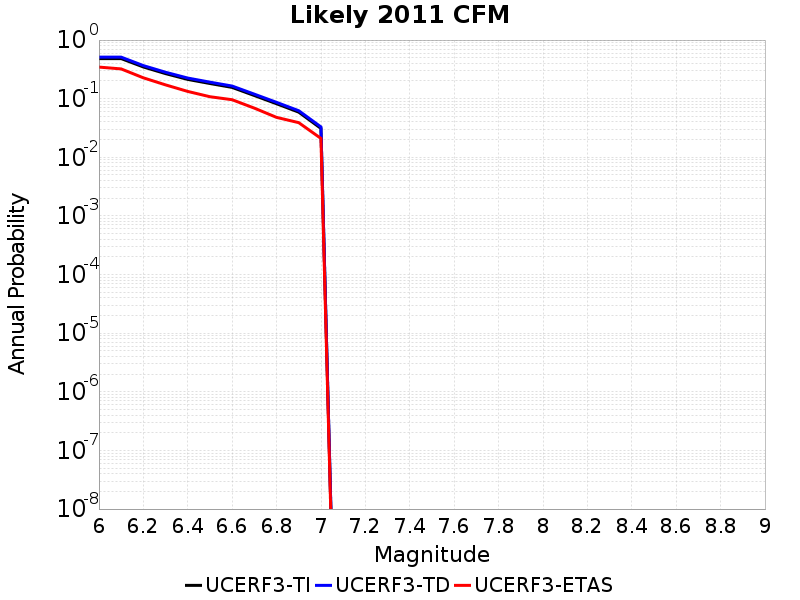 Likely 2011 CFM
Annual Probability
10^0
10^-1
10^-2
10^-3
10^-4
10^-5
10^-6
10^-7
10^-8
6 6.2 6.4 6.6 6.8 7 7.2 7.4 7.6 7.8 8 8.2 8.4 8.6 8.8 9
Magnitude
UCERF3-TI UCERF3-TD UCERF3-ETAS